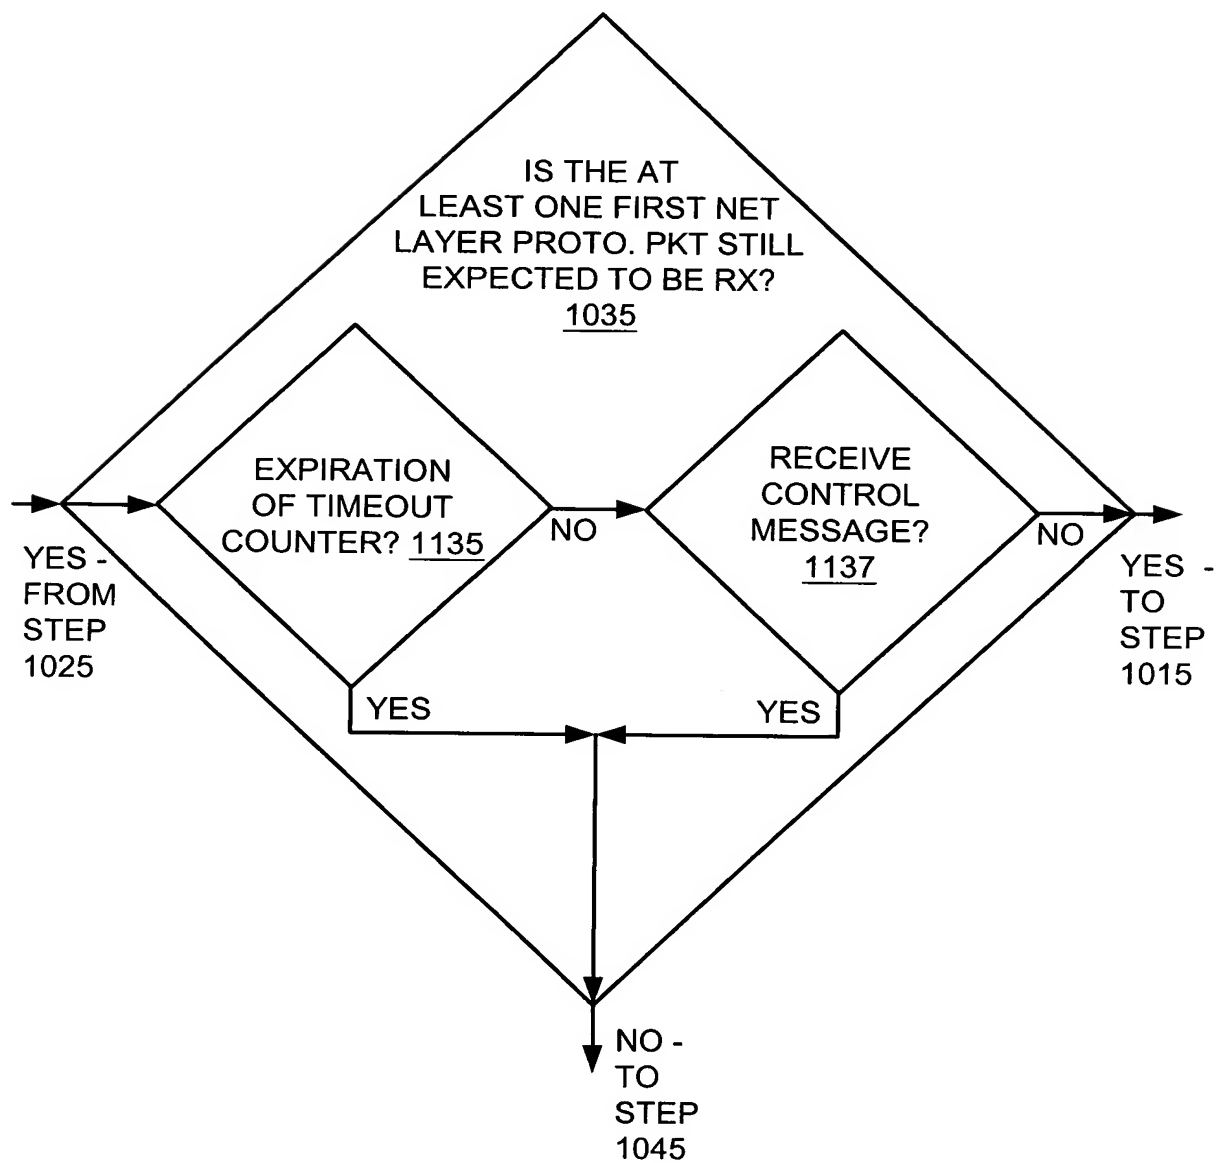 IS THE AT
LEAST ONE FIRST NET
LAYER PROTO. PKT STILL
EXPECTED TO BE RX?
1035
EXPIRATION
OF TIMEOUT
COUNTER? 1135
NO
RECEIVE
CONTROL
MESSAGE?
1137
NO
YES -
FROM
STEP
1025
YES -
TO
STEP
1015
YES
YES
NO -
TO
STEP
1045